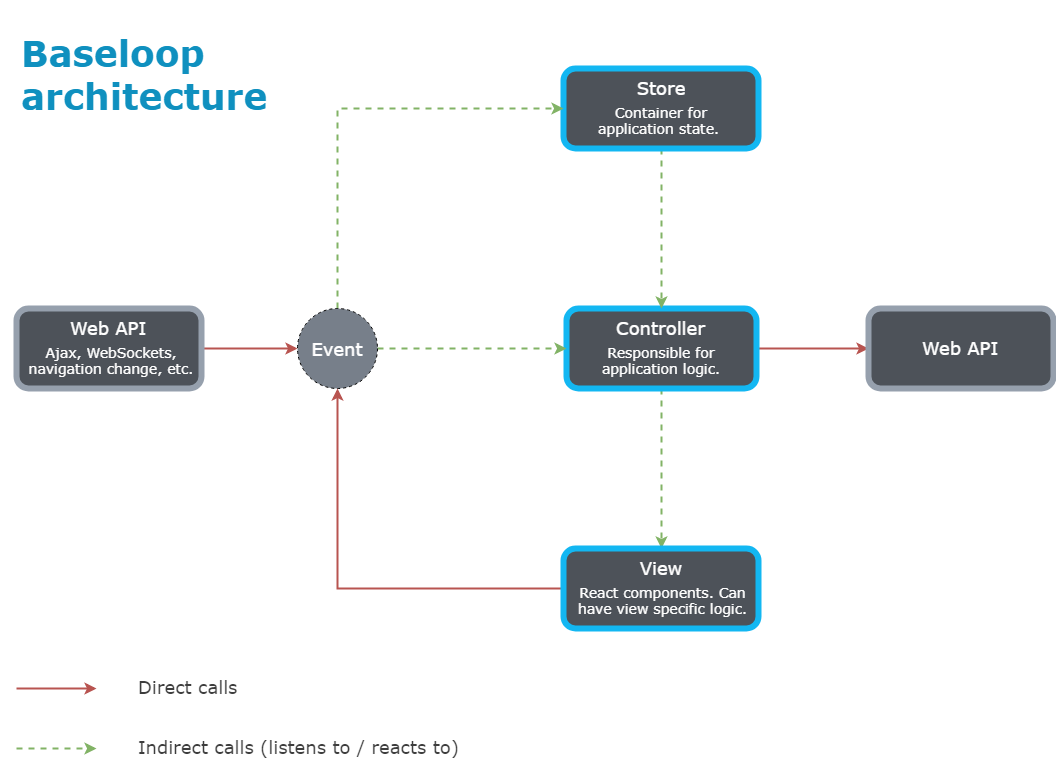 Baseloop
architecture
Store
Container for
application state.
Web API
Ajax, WebSockets,
navigation change, etc.
Event
Controller
Responsible for
application logic.
Web API
View
React components. Can
have view specific logic.
Direct calls
Indirect calls (listens to / reacts to)